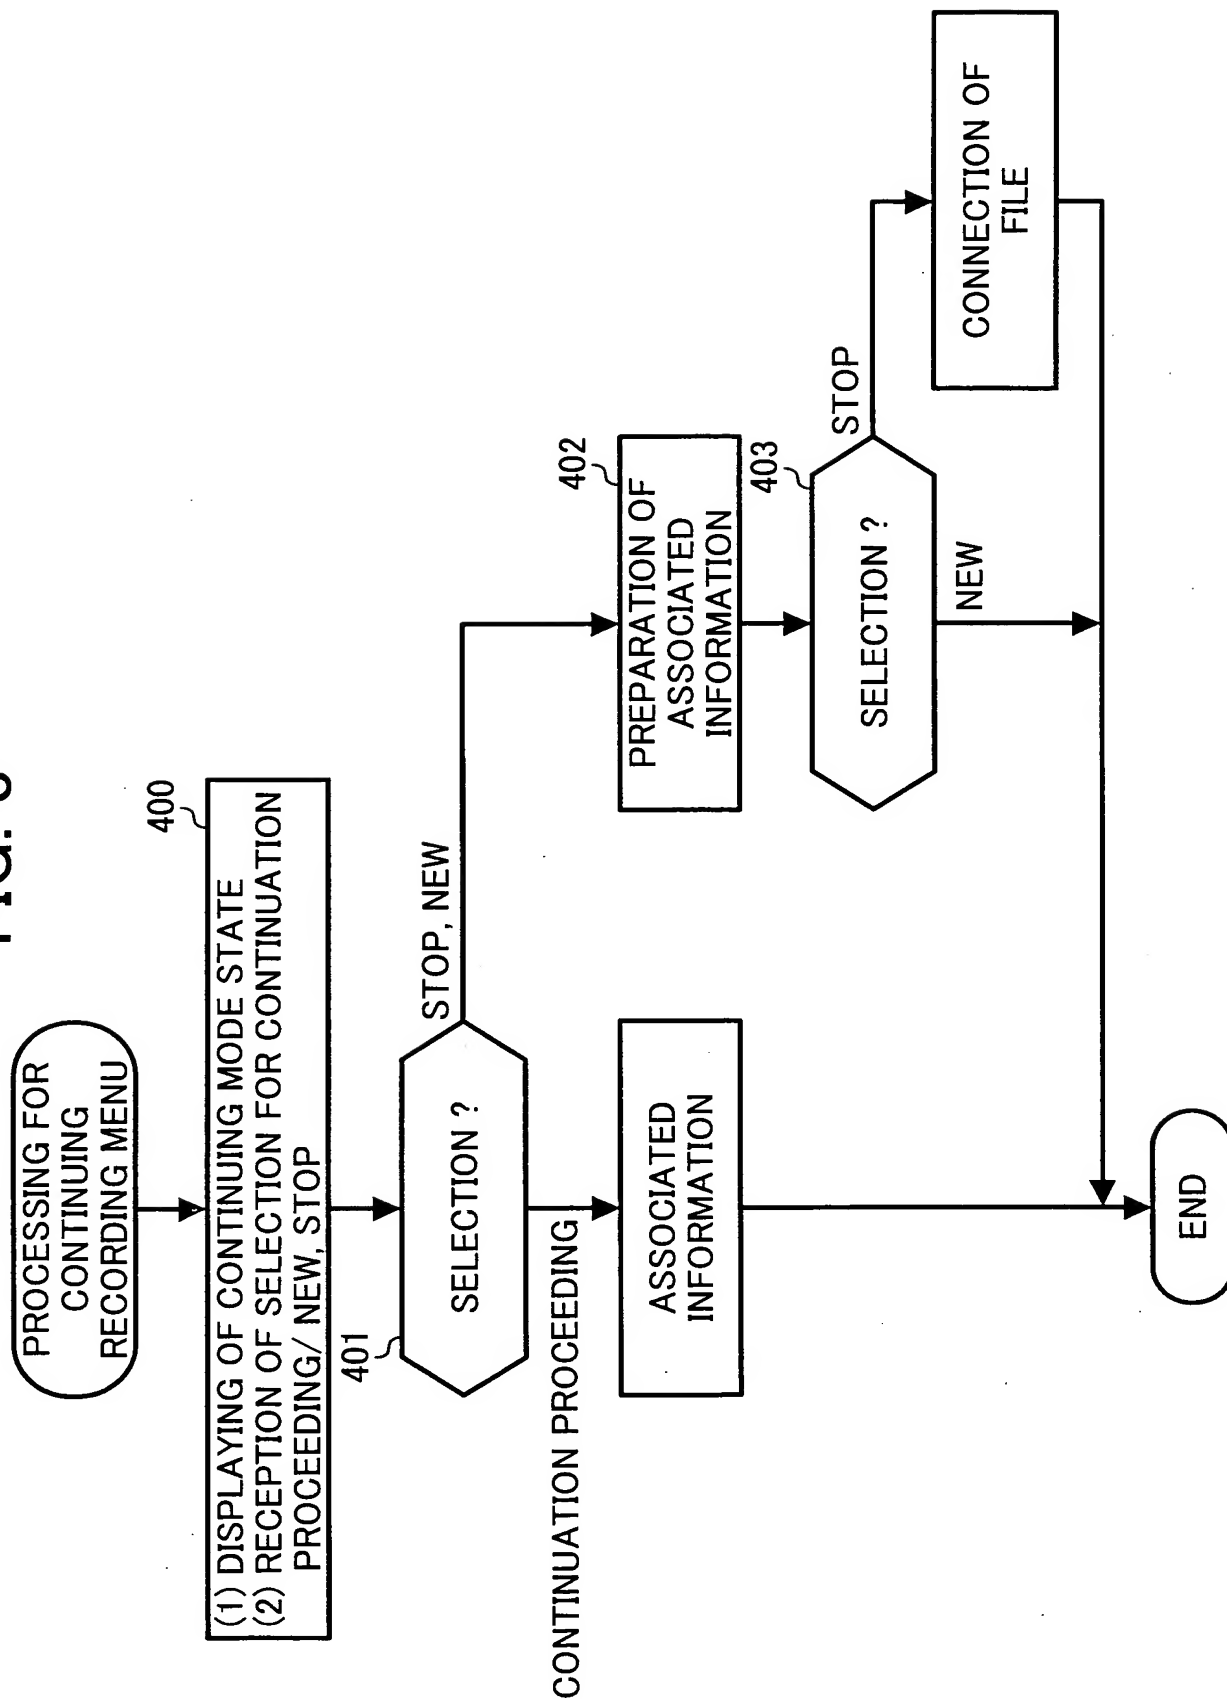 FIG.
PROCESSING FOR
CONTINUING
RECORDING MENU
400
(1) DISPLAYING OF CONTINUING MODE STATE
(2) RECEPTION OF SELECTION FOR CONTINUATION
PROCEEDING/ NEW, STOP
401
SELECTION ?
STOP, NEW
CONTINUATION PROCEEDING
ASSOCIATED
INFORMATION
402
PREPARATION OF
ASSOCIATED
INFORMATION
403
SELECTION ?
STOP
NEW
CONNECTION OF
FILE
END